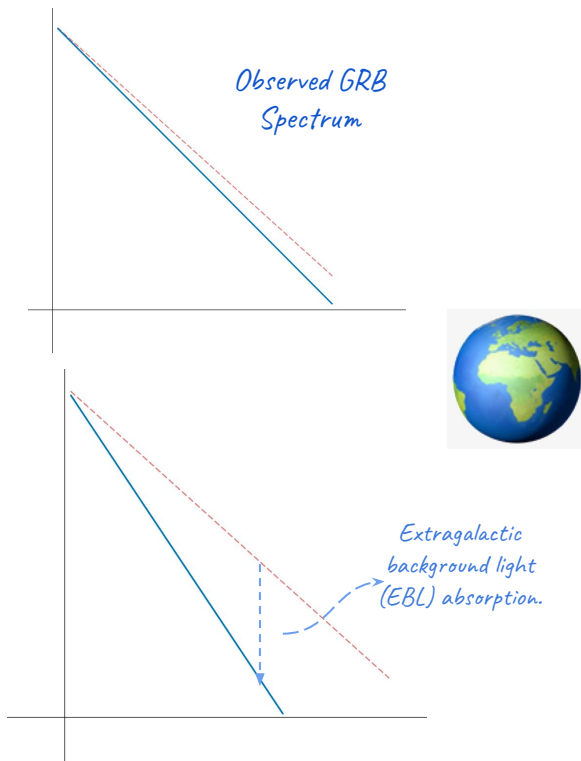 Observed GRB
Spectrum
Extragalactic
background light
(EBL) absorption.